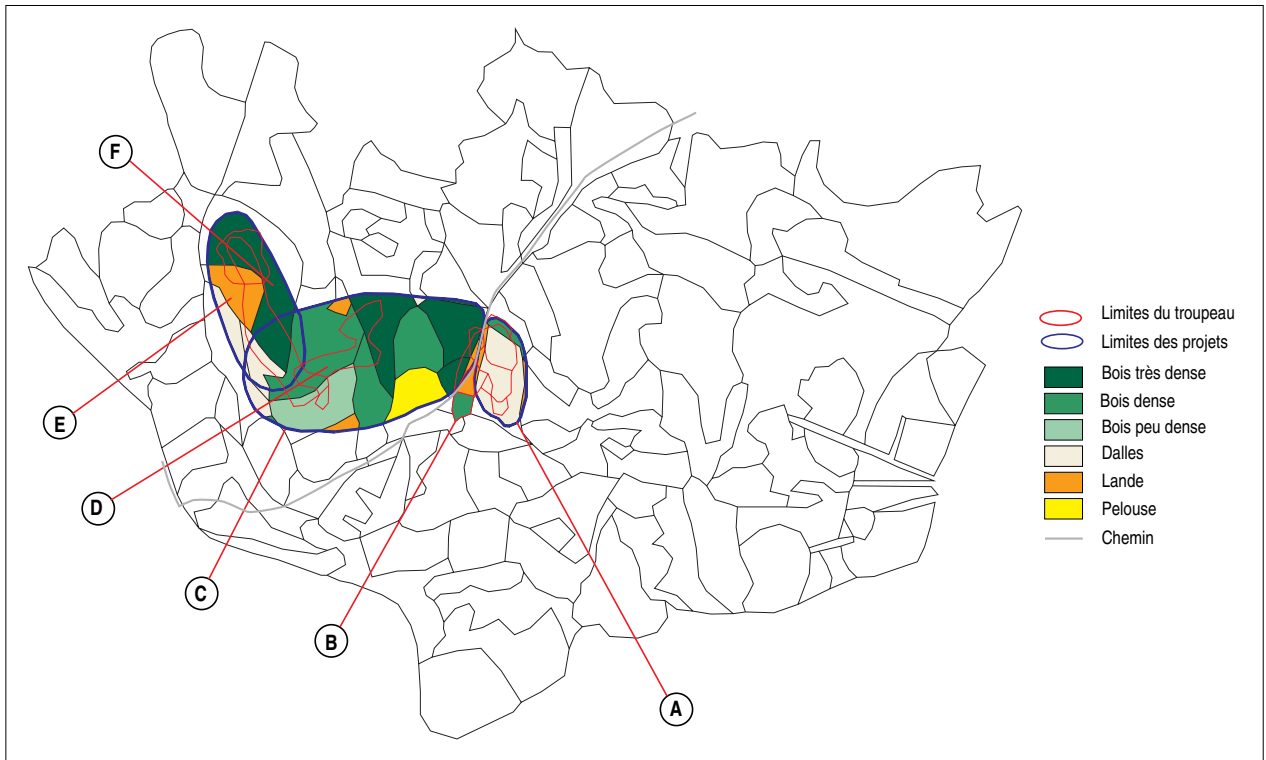 F
E
D
C
B
A
Limites du troupeau
Limites des projets
Bois très dense
Bois dense
Bois peu dense
Dalles
Lande
Pelouse
Chemin